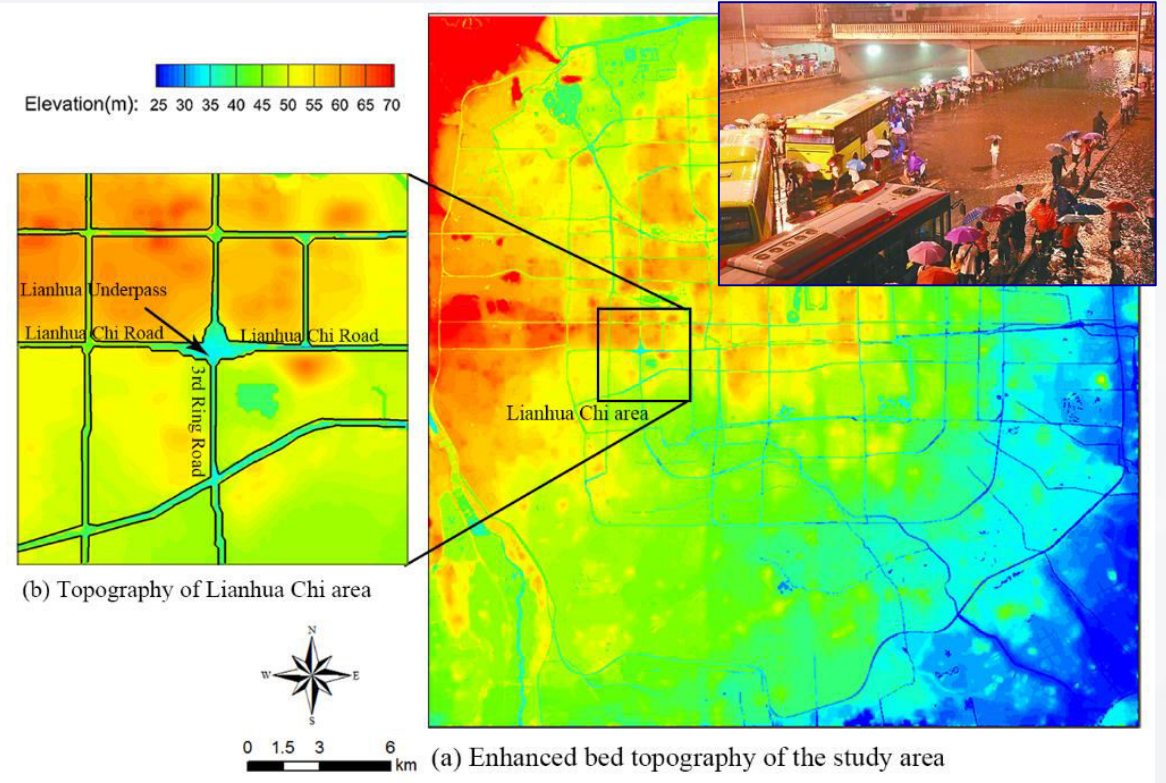 Elevation(m):
25 30 35 40 45 50 55 60 65 70
Lianhua Underpass
Lianhua Chi Road
Lianhua Chi Road
3rd Ring Road
Lianhua Chi area
(b) Topography of Lianhua Chi area
N
W E
S
0 1.5 3 6
km
(a) Enhanced bed topography of the study area